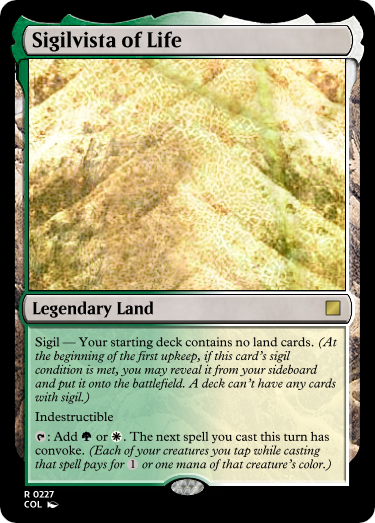 Sigilvista of Life
Legendary Land
Sigil — Your starting deck contains no land cards. (At
the beginning of the first upkeep, if this card's sigil
condition is met, you may reveal it from your sideboard
and put it onto the battlefield. A deck can't have any cards
with sigil.)
Indestructible
: Add or . The next spell you cast this turn has
convoke. (Each of your creatures you tap while casting
that spell pays for 1 or one mana of that creature's color.)
R 0227
COL